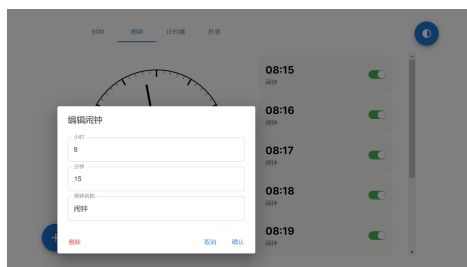 时钟 闹钟 计时器 秒表
08:15
闹钟
08:16
闹钟
08:17
闹钟
08:18
闹钟
08:19
闹钟
编辑闹钟
小时
8
分钟
15
闹钟名称
闹钟
删除 取消 确认